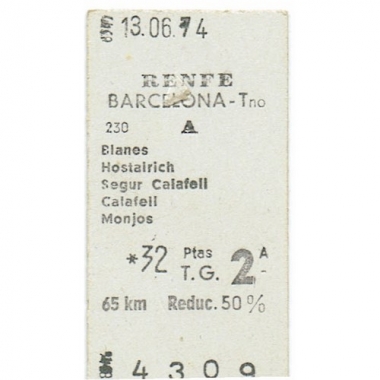 13.06.74
RENFE
BARCELONA-Tno
230 A
Blanes
Hostalrich
Segur Calafell
Calafell
Monjos
*32 Ptas T.G. 2ª
65 km Reduc. 50%
4309